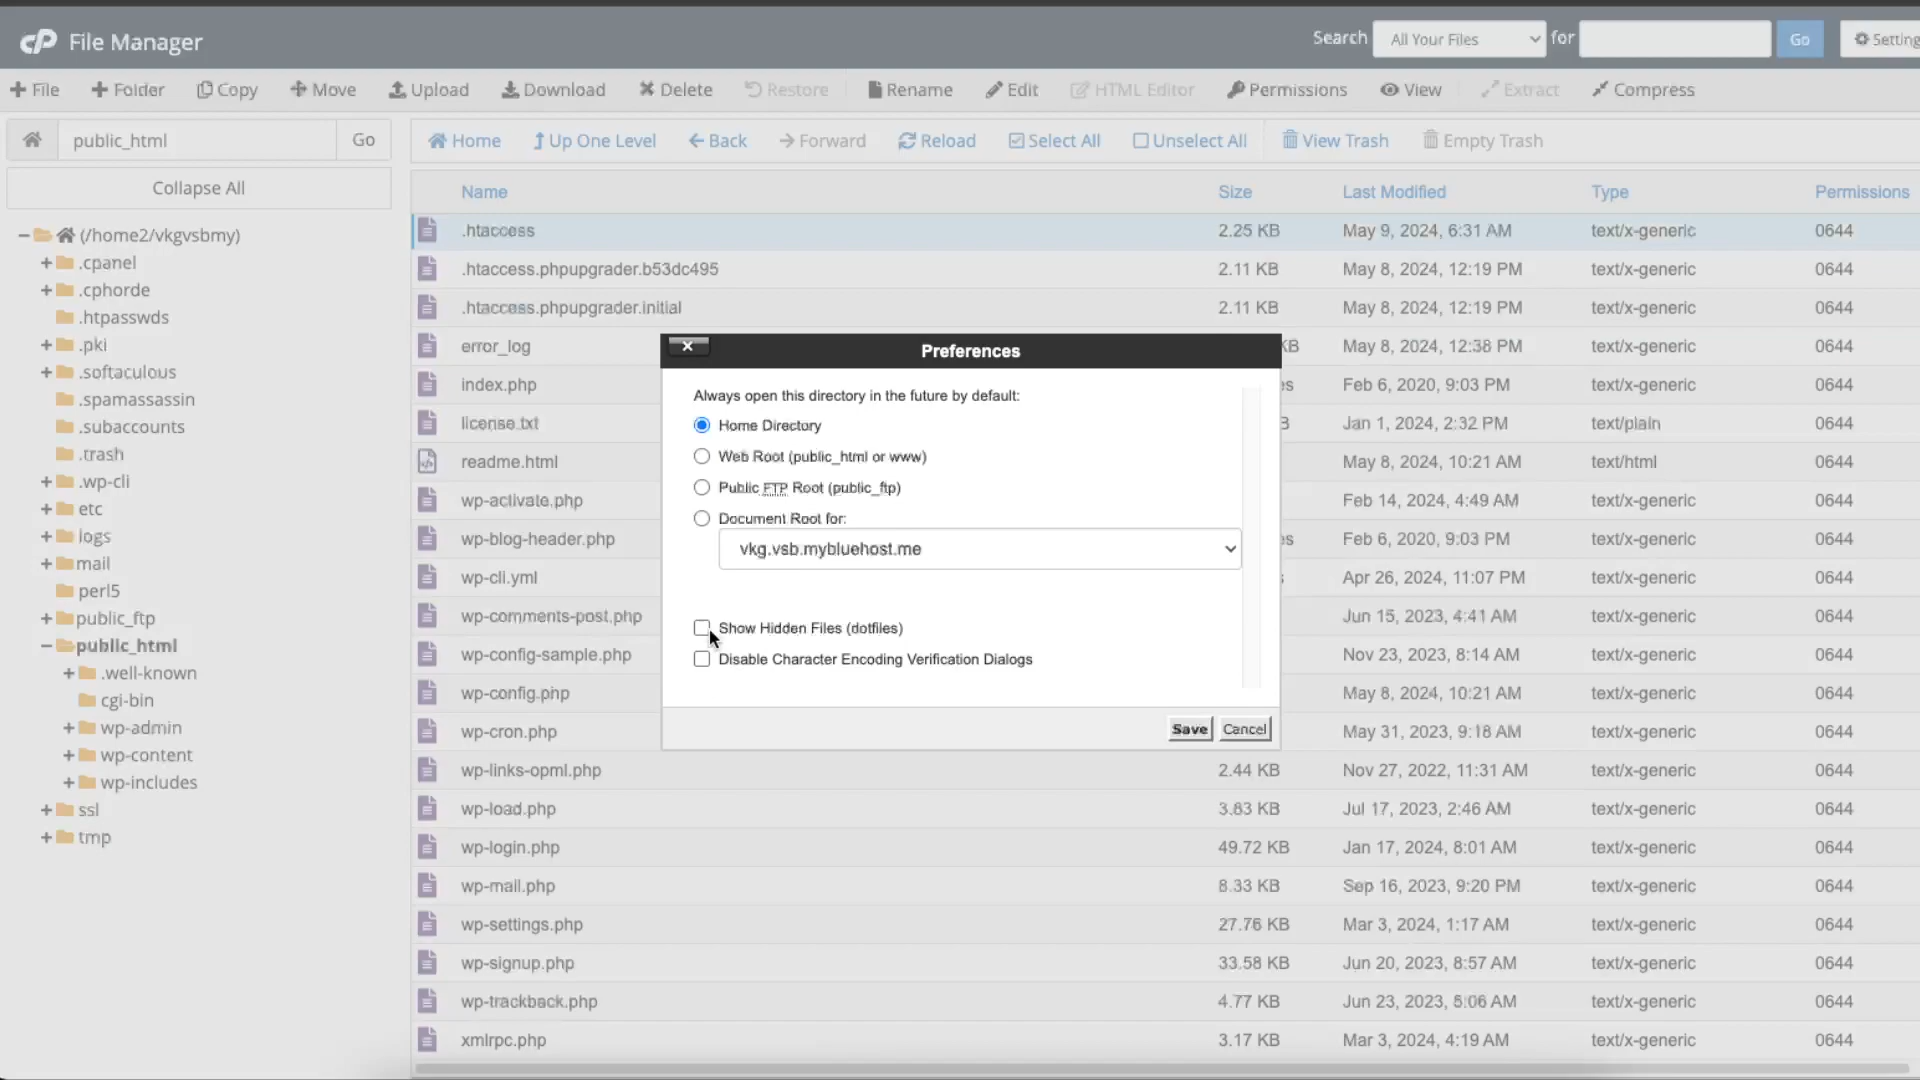 cP File Manager
Search All Your Files for Go Setting
File Folder Copy Move Upload Download Delete Restore Rename Edit HTML Editor Permissions View Extract Compress
public_html Go
Home Up One Level Back Forward Reload Select All Unselect All View Trash Empty Trash
Collapse All
(/home2/vkgvsbmy)
.cpanel
.cphorde
.htpasswds
.pki
.softaculous
.spamassassin
.subaccounts
.trash
.wp-cli
etc
logs
mail
perl5
public_ftp
public_html
.well-known
cgi-bin
wp-admin
wp-content
wp-includes
ssl
tmp
Name Size Last Modified Type Permissions
.htaccess 2.25 KB May 9, 2024, 6:31 AM text/x-generic 0644
.htaccess.phpupgrader.b53dc495 2.11 KB May 8, 2024, 12:19 PM text/x-generic 0644
.htaccess.phpupgrader.initial 2.11 KB May 8, 2024, 12:19 PM text/x-generic 0644
error_log KB May 8, 2024, 12:38 PM text/x-generic 0644
index.php es Feb 6, 2020, 9:03 PM text/x-generic 0644
license.txt B Jan 1, 2024, 2:32 PM text/plain 0644
readme.html May 8, 2024, 10:21 AM text/html 0644
wp-activate.php Feb 14, 2024, 4:49 AM text/x-generic 0644
wp-blog-header.php es Feb 6, 2020, 9:03 PM text/x-generic 0644
wp-cli.yml s Apr 26, 2024, 11:07 PM text/x-generic 0644
wp-comments-post.php Jun 15, 2023, 4:41 AM text/x-generic 0644
wp-config-sample.php Nov 23, 2023, 8:14 AM text/x-generic 0644
wp-config.php May 8, 2024, 10:21 AM text/x-generic 0644
wp-cron.php May 31, 2023, 9:18 AM text/x-generic 0644
wp-links-opml.php 2.44 KB Nov 27, 2022, 11:31 AM text/x-generic 0644
wp-load.php 3.83 KB Jul 17, 2023, 2:46 AM text/x-generic 0644
wp-login.php 49.72 KB Jan 17, 2024, 8:01 AM text/x-generic 0644
wp-mail.php 8.33 KB Sep 16, 2023, 9:20 PM text/x-generic 0644
wp-settings.php 27.76 KB Mar 3, 2024, 1:17 AM text/x-generic 0644
wp-signup.php 33.58 KB Jun 20, 2023, 8:57 AM text/x-generic 0644
wp-trackback.php 4.77 KB Jun 23, 2023, 5:06 AM text/x-generic 0644
xmlrpc.php 3.17 KB Mar 3, 2024, 4:19 AM text/x-generic 0644
Preferences
Always open this directory in the future by default:
Home Directory
Web Root (public_html or www)
Public FTP Root (public_ftp)
Document Root for:
vkg.vsb.mybluehost.me
Show Hidden Files (dotfiles)
Disable Character Encoding Verification Dialogs
Save Cancel